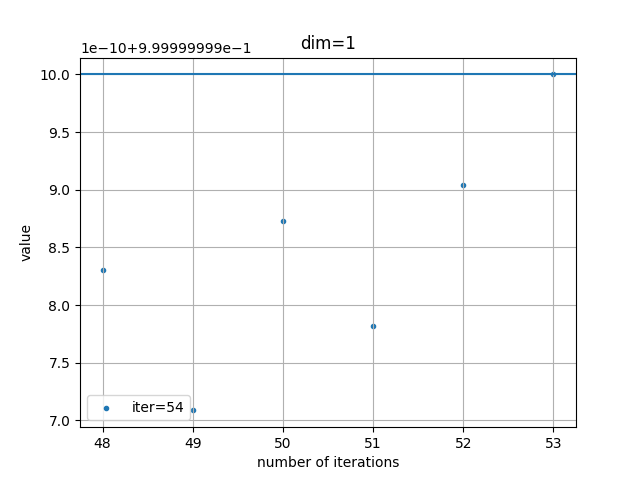 dim=1
1e−10+9.99999999e−1
10.0
9.5
9.0
8.5
8.0
7.5
7.0
value
iter=54
48 49 50 51 52 53
number of iterations